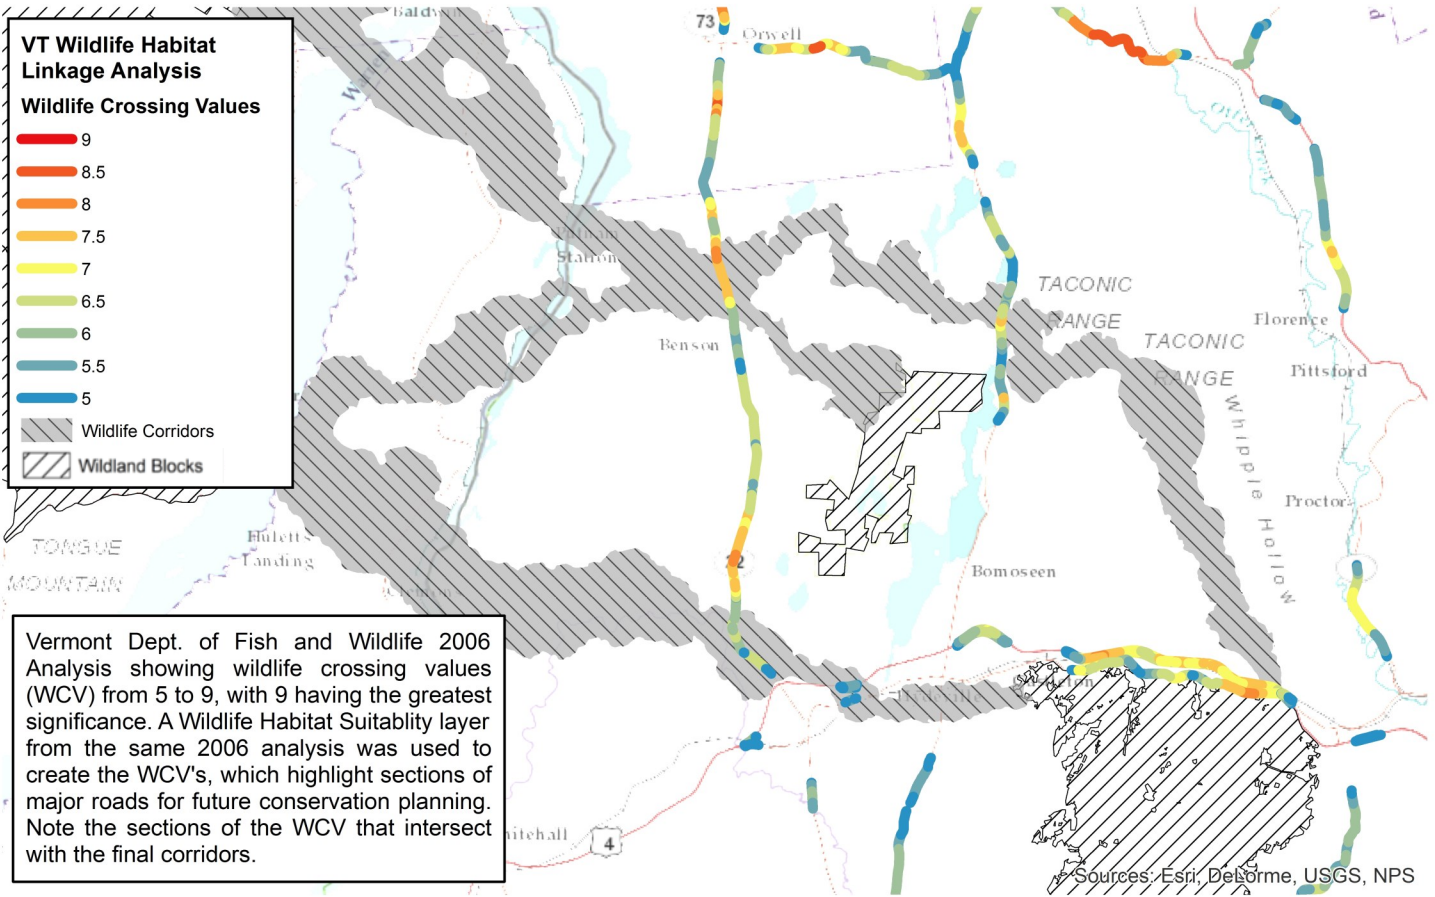 VT Wildlife Habitat
Linkage Analysis
Wildlife Crossing Values
9
8.5
8
7.5
7
6.5
6
5.5
5
Wildlife Corridors
Wildland Blocks
73
Orwell
Station
Benson
TACONIC
RANGE
TACONIC
RANGE
Florence
Pittsford
Whipple Hollow
Proctor
Bomoseen
22
Huletts
Landing
TONGUE
MOUNTAIN
4
Vermont Dept. of Fish and Wildlife 2006
Analysis showing wildlife crossing values
(WCV) from 5 to 9, with 9 having the greatest
significance. A Wildlife Habitat Suitablity layer
from the same 2006 analysis was used to
create the WCV's, which highlight sections of
major roads for future conservation planning.
Note the sections of the WCV that intersect
with the final corridors.
Sources: Esri, DeLorme, USGS, NPS